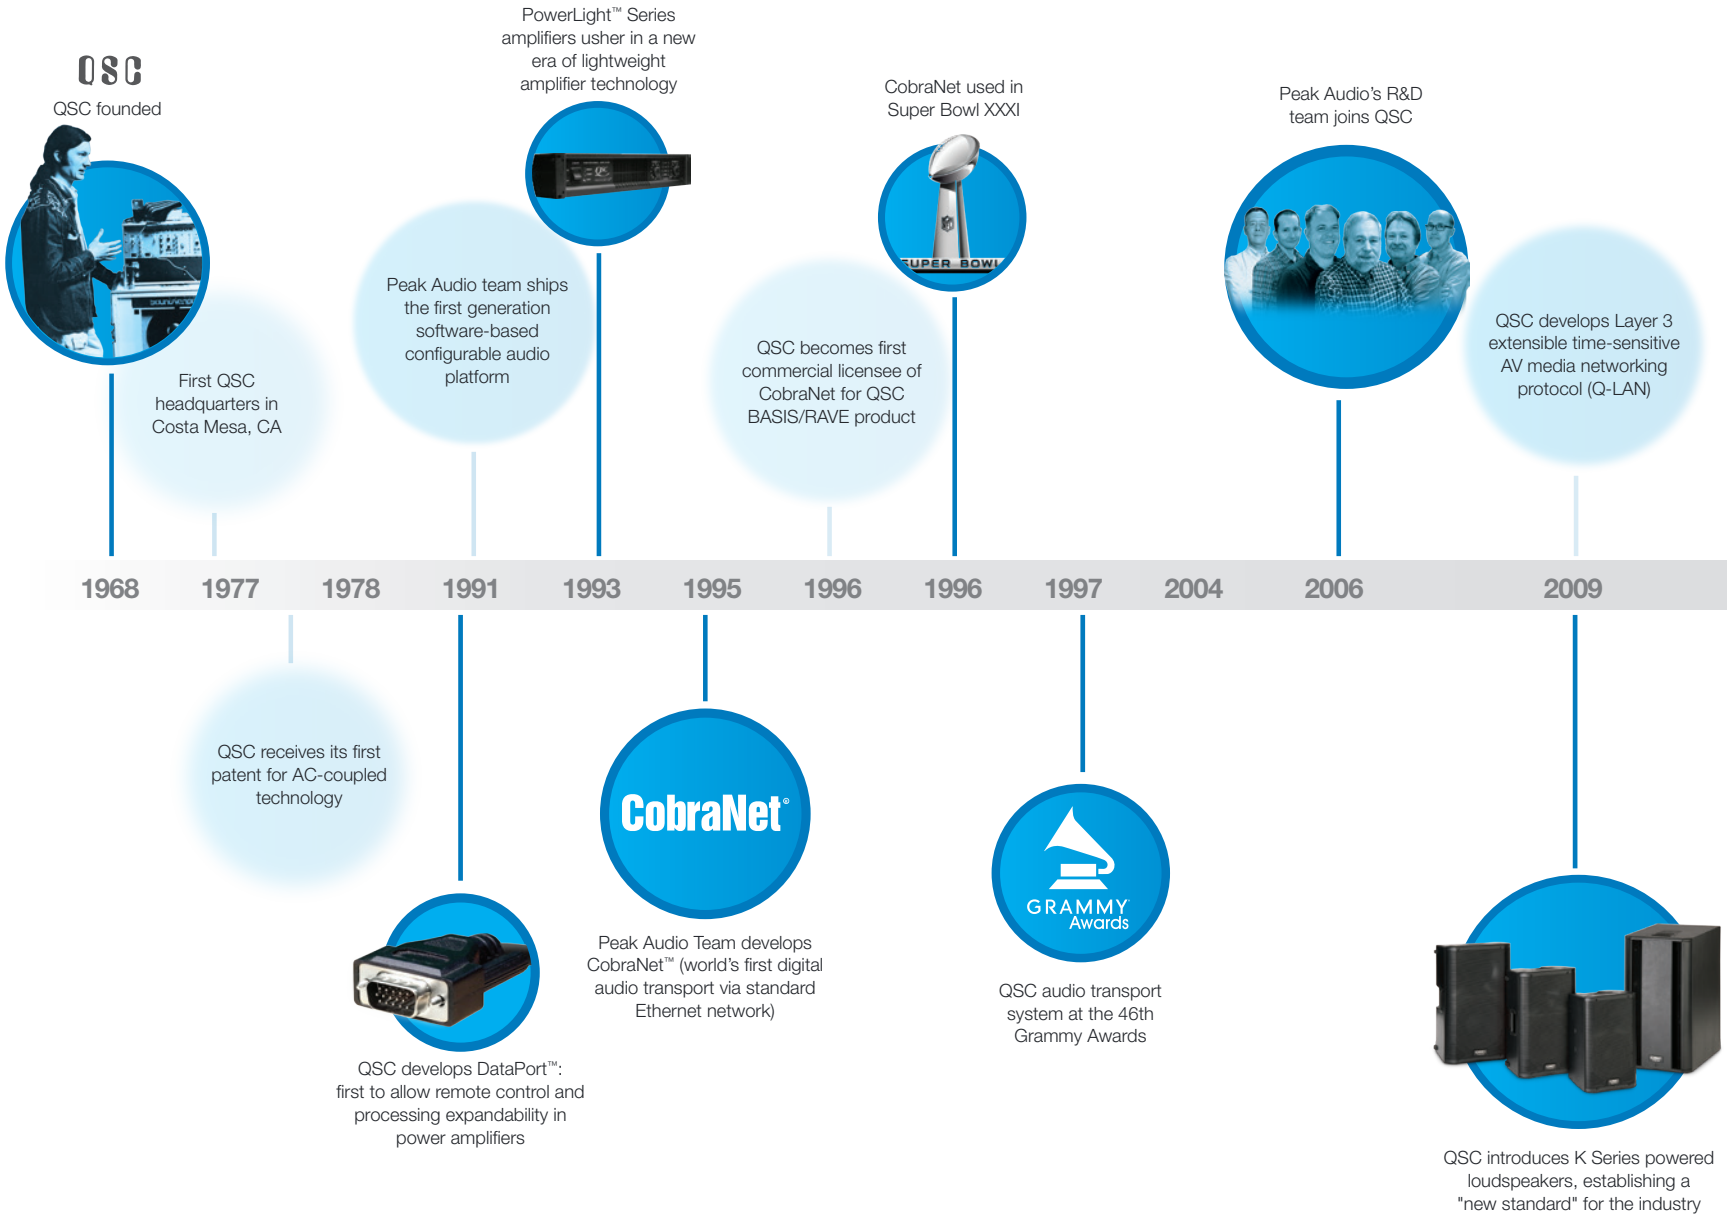 QSC
QSC founded
First QSC
headquarters in
Costa Mesa, CA
Peak Audio team ships
the first generation
software-based
configurable audio
platform
PowerLight™ Series
amplifiers usher in a new
era of lightweight
amplifier technology
QSC becomes first
commercial licensee of
CobraNet for QSC
BASIS/RAVE product
CobraNet used in
Super Bowl XXXI
NFL
SUPER BOWL
Peak Audio’s R&D
team joins QSC
QSC develops Layer 3
extensible time-sensitive
AV media networking
protocol (Q-LAN)
1968 1977 1978 1991 1993 1995 1996 1996 1997 2004 2006 2009
QSC receives its first
patent for AC-coupled
technology
QSC develops DataPort™:
first to allow remote control and
processing expandability in
power amplifiers
CobraNet®
Peak Audio Team develops
CobraNet™ (world’s first digital
audio transport via standard
Ethernet network)
GRAMMY
Awards
QSC audio transport
system at the 46th
Grammy Awards
QSC introduces K Series powered
loudspeakers, establishing a
"new standard" for the industry